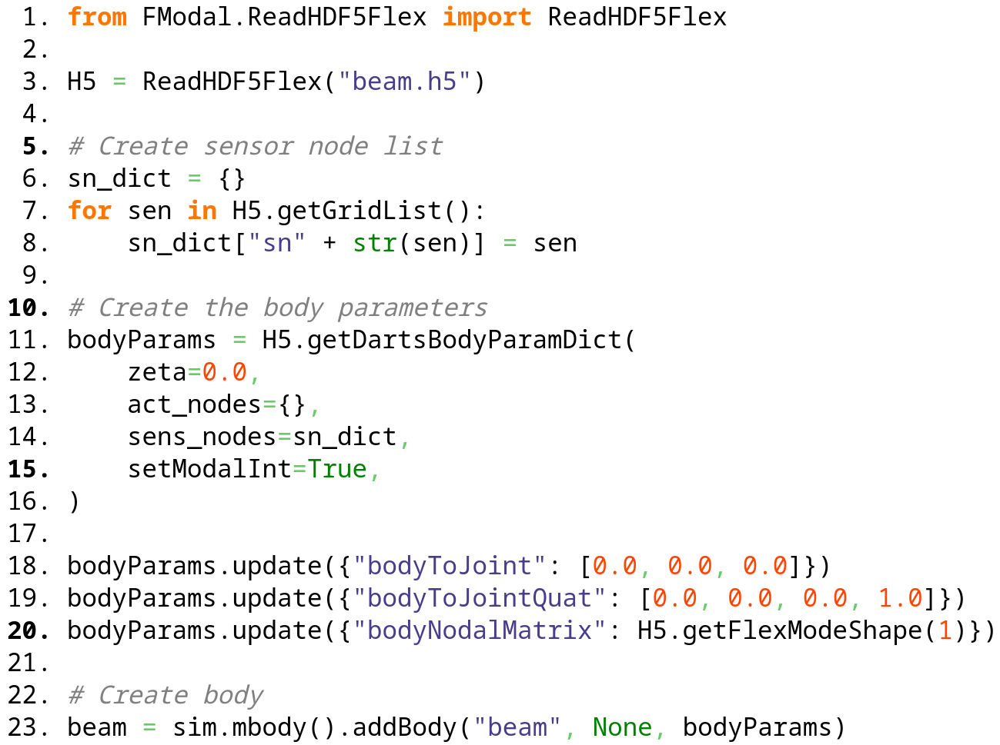 1. from FModal.ReadHDF5Flex import ReadHDF5Flex
2.
3. H5 = ReadHDF5Flex("beam.h5")
4.
5. # Create sensor node list
6. sn_dict = {}
7. for sen in H5.getGridList():
8.     sn_dict["sn" + str(sen)] = sen
9.
10. # Create the body parameters
11. bodyParams = H5.getDartsBodyParamDict(
12.     zeta=0.0,
13.     act_nodes={},
14.     sens_nodes=sn_dict,
15.     setModalInt=True,
16. )
17.
18. bodyParams.update({"bodyToJoint": [0.0, 0.0, 0.0]})
19. bodyParams.update({"bodyToJointQuat": [0.0, 0.0, 0.0, 1.0]})
20. bodyParams.update({"bodyNodalMatrix": H5.getFlexModeShape(1)})
21.
22. # Create body
23. beam = sim.mbody().addBody("beam", None, bodyParams)